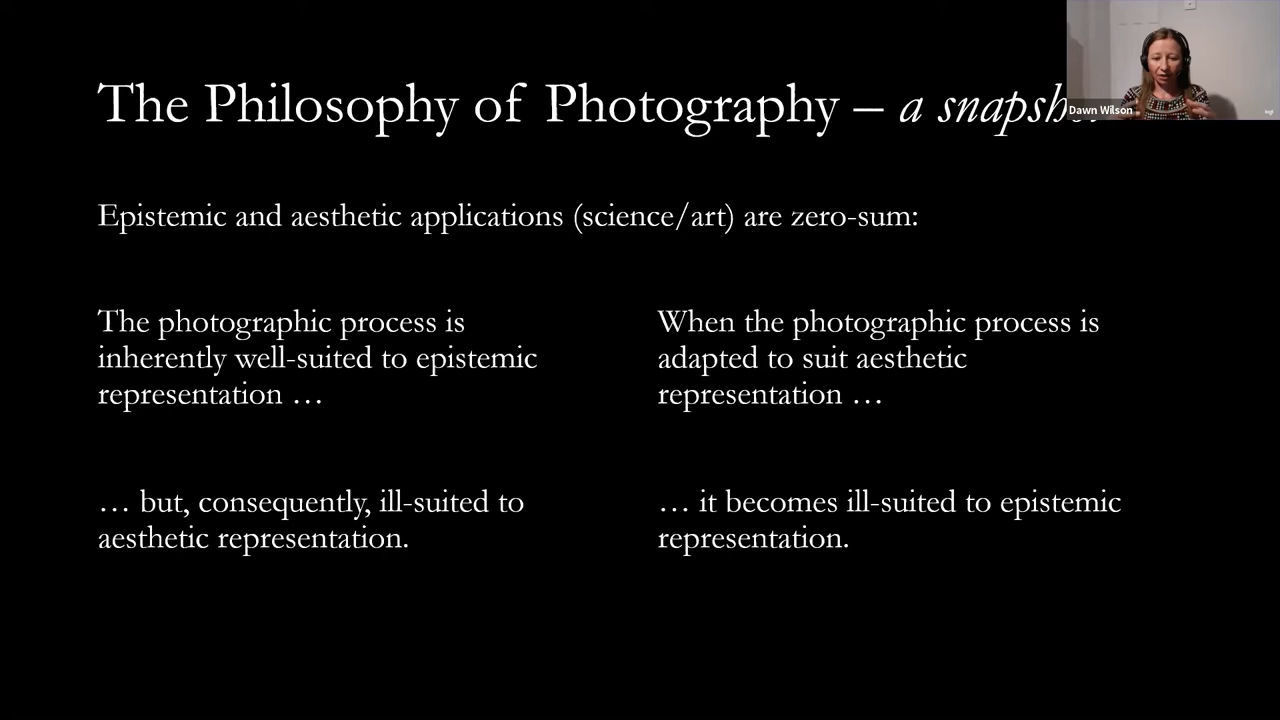 The Philosophy of Photography – a
Dawn Wilson
Epistemic and aesthetic applications (science/art) are zero-sum:
The photographic process is
inherently well-suited to epistemic
representation …
… but, consequently, ill-suited to
aesthetic representation.
When the photographic process is
adapted to suit aesthetic
representation …
… it becomes ill-suited to epistemic
representation.